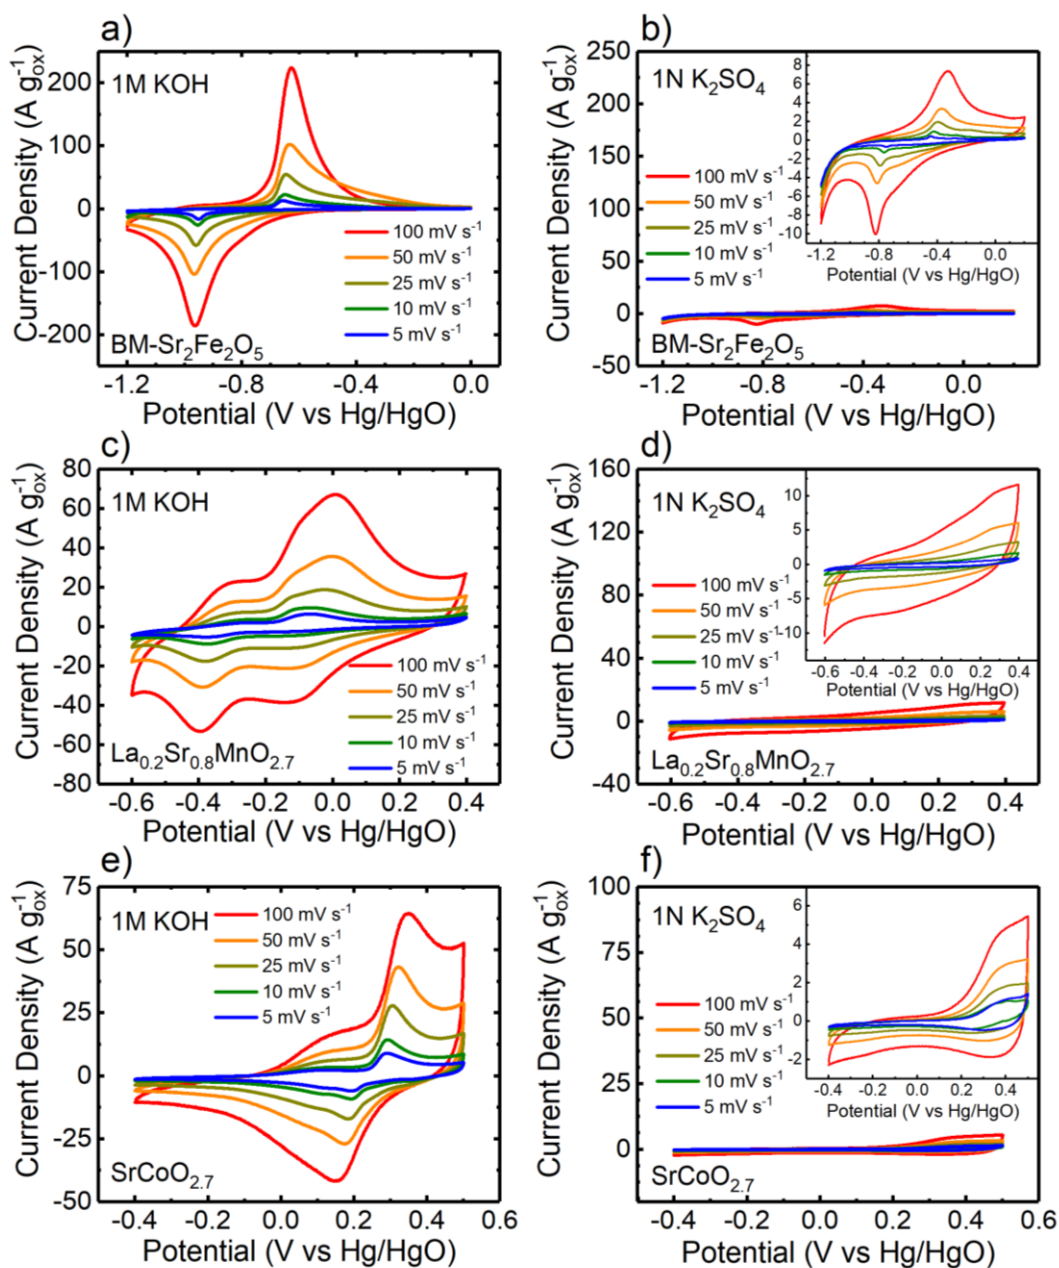 a)
Current Density (A g⁻¹ₒₓ)
1M KOH
200
100
0
-100
-200
100 mV s⁻¹
50 mV s⁻¹
25 mV s⁻¹
10 mV s⁻¹
5 mV s⁻¹
BM-Sr₂Fe₂O₅
-1.2 -0.8 -0.4 0.0
Potential (V vs Hg/HgO)
b)
Current Density (A g⁻¹ₒₓ)
1N K₂SO₄
250
225
200
175
150
125
100
75
50
25
0
-25
-50
100 mV s⁻¹
50 mV s⁻¹
25 mV s⁻¹
10 mV s⁻¹
5 mV s⁻¹
8
6
4
2
0
-2
-4
-6
-8
-10
-1.2 -0.8 -0.4 0.0
Potential (V vs Hg/HgO)
BM-Sr₂Fe₂O₅
-1.2 -0.8 -0.4 0.0
Potential (V vs Hg/HgO)
c)
Current Density (A g⁻¹ₒₓ)
1M KOH
80
60
40
20
0
-20
-40
-60
-80
100 mV s⁻¹
50 mV s⁻¹
25 mV s⁻¹
10 mV s⁻¹
5 mV s⁻¹
La₀.₂Sr₀.₈MnO₂.₇
-0.6 -0.4 -0.2 0.0 0.2 0.4
Potential (V vs Hg/HgO)
d)
Current Density (A g⁻¹ₒₓ)
1N K₂SO₄
160
120
80
40
0
-40
100 mV s⁻¹
50 mV s⁻¹
25 mV s⁻¹
10 mV s⁻¹
5 mV s⁻¹
10
5
0
-5
-10
-0.6 -0.4 -0.2 0.0 0.2 0.4
Potential (V vs Hg/HgO)
La₀.₂Sr₀.₈MnO₂.₇
-0.6 -0.4 -0.2 0.0 0.2 0.4
Potential (V vs Hg/HgO)
e)
Current Density (A g⁻¹ₒₓ)
1M KOH
75
50
25
0
-25
-50
100 mV s⁻¹
50 mV s⁻¹
25 mV s⁻¹
10 mV s⁻¹
5 mV s⁻¹
SrCoO₂.₇
-0.4 -0.2 0.0 0.2 0.4 0.6
Potential (V vs Hg/HgO)
f)
Current Density (A g⁻¹ₒₓ)
1N K₂SO₄
100
75
50
25
0
100 mV s⁻¹
50 mV s⁻¹
25 mV s⁻¹
10 mV s⁻¹
5 mV s⁻¹
6
4
2
0
-2
-0.4 -0.2 0.0 0.2 0.4
Potential (V vs Hg/HgO)
SrCoO₂.₇
-0.4 -0.2 0.0 0.2 0.4 0.6
Potential (V vs Hg/HgO)